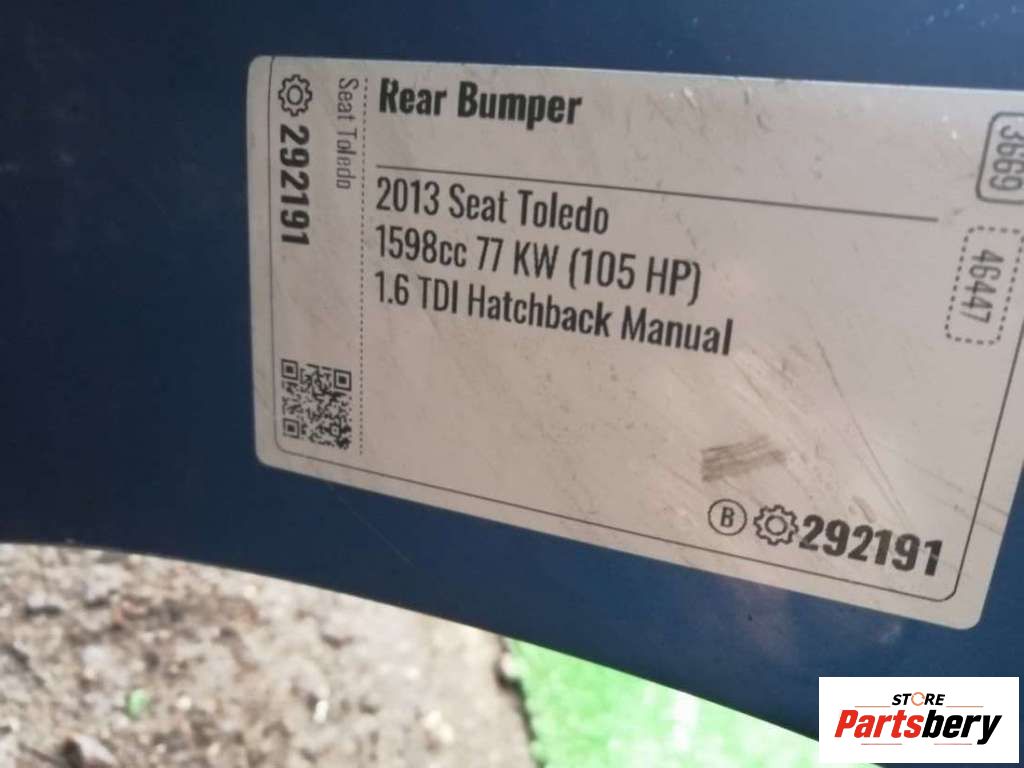 Rear Bumper
2013 Seat Toledo
1598cc 77 KW (105 HP)
1.6 TDI Hatchback Manual
Seat Toledo
292191
3669
46447
B 292191
STORE
Partsbery